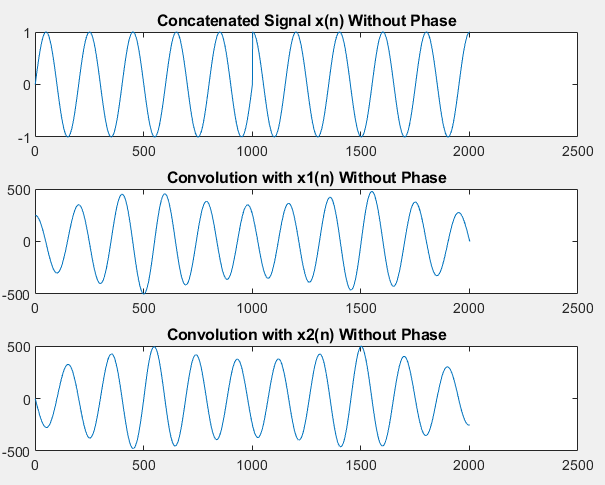 Concatenated Signal x(n) Without Phase
1
0
-1
0 500 1000 1500 2000 2500
Convolution with x1(n) Without Phase
500
0
-500
0 500 1000 1500 2000 2500
Convolution with x2(n) Without Phase
500
0
-500
0 500 1000 1500 2000 2500